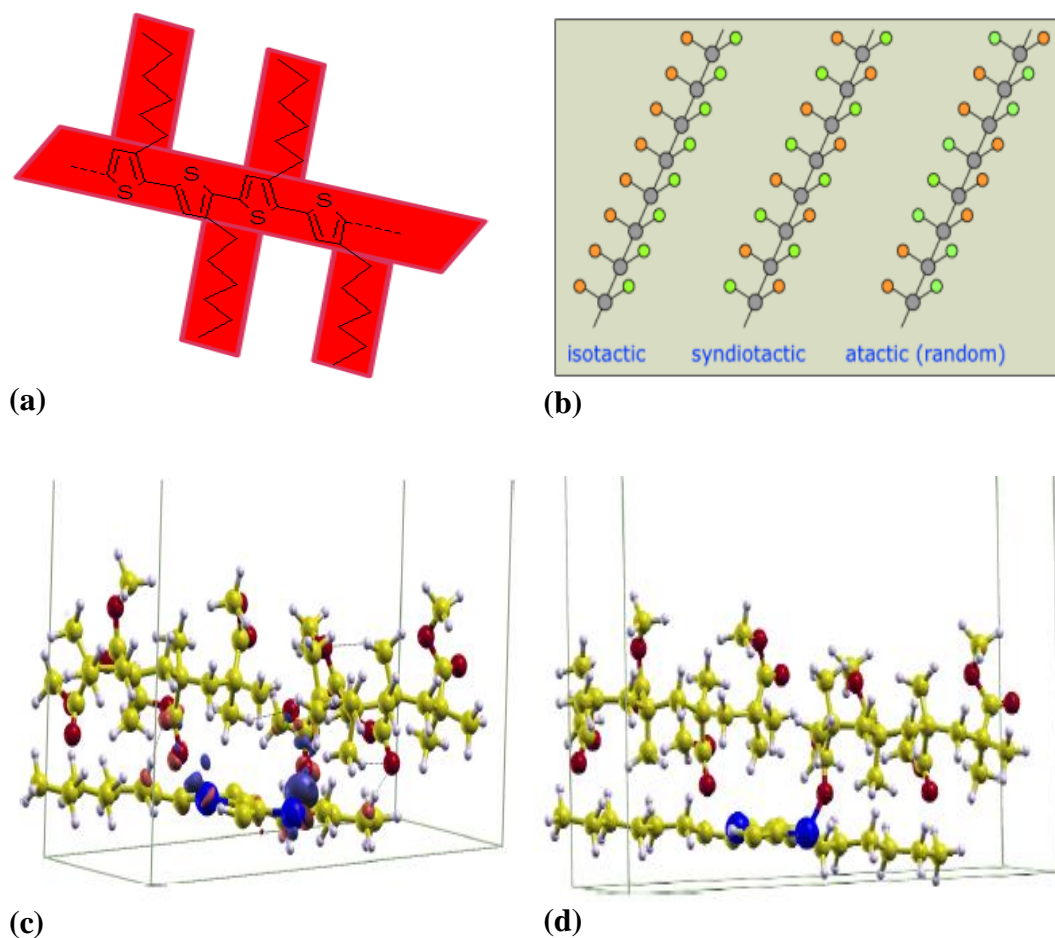 S
S
S
S
(a)
isotactic syndiotactic atactic (random)
(b)
(c)
(d)